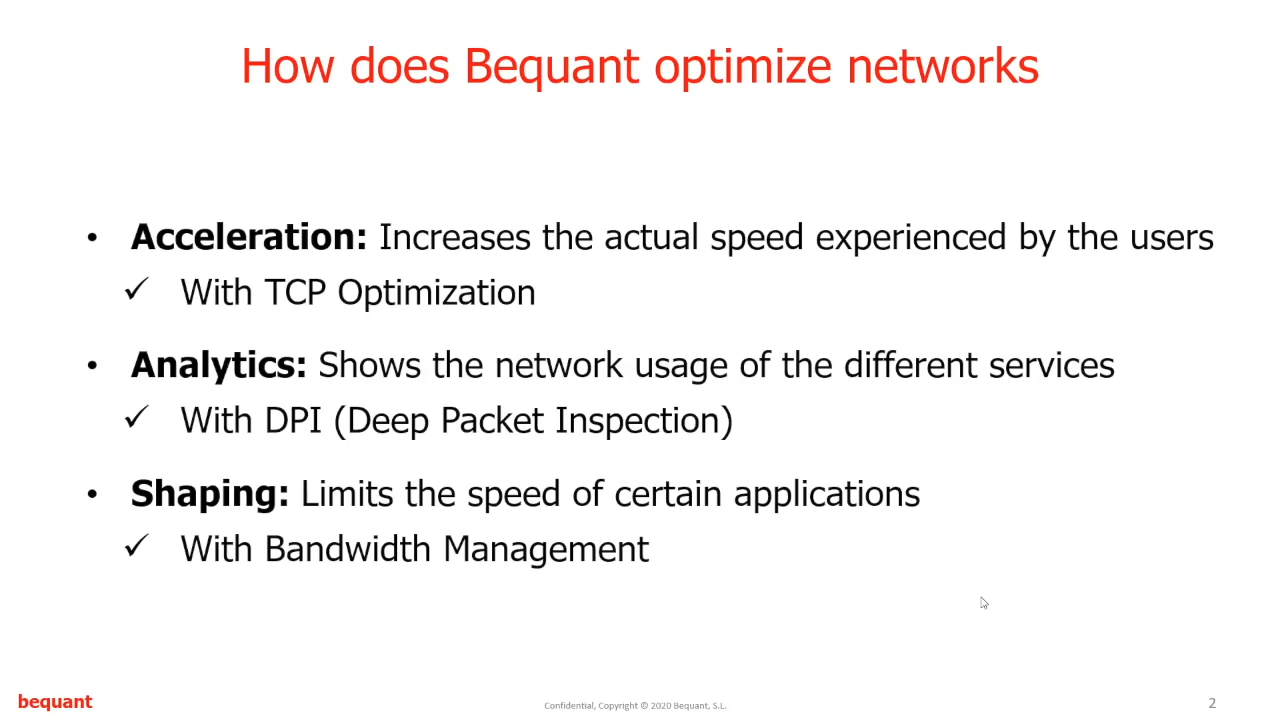 How does Bequant optimize networks
• Acceleration: Increases the actual speed experienced by the users
✓ With TCP Optimization
• Analytics: Shows the network usage of the different services
✓ With DPI (Deep Packet Inspection)
• Shaping: Limits the speed of certain applications
✓ With Bandwidth Management
bequant
Confidential, Copyright © 2020 Bequant, S.L.
2